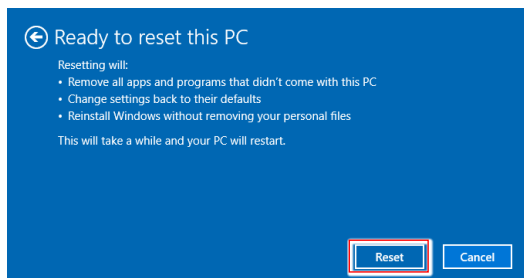 Ready to reset this PC
Resetting will:
• Remove all apps and programs that didn't come with this PC
• Change settings back to their defaults
• Reinstall Windows without removing your personal files
This will take a while and your PC will restart.
Reset
Cancel